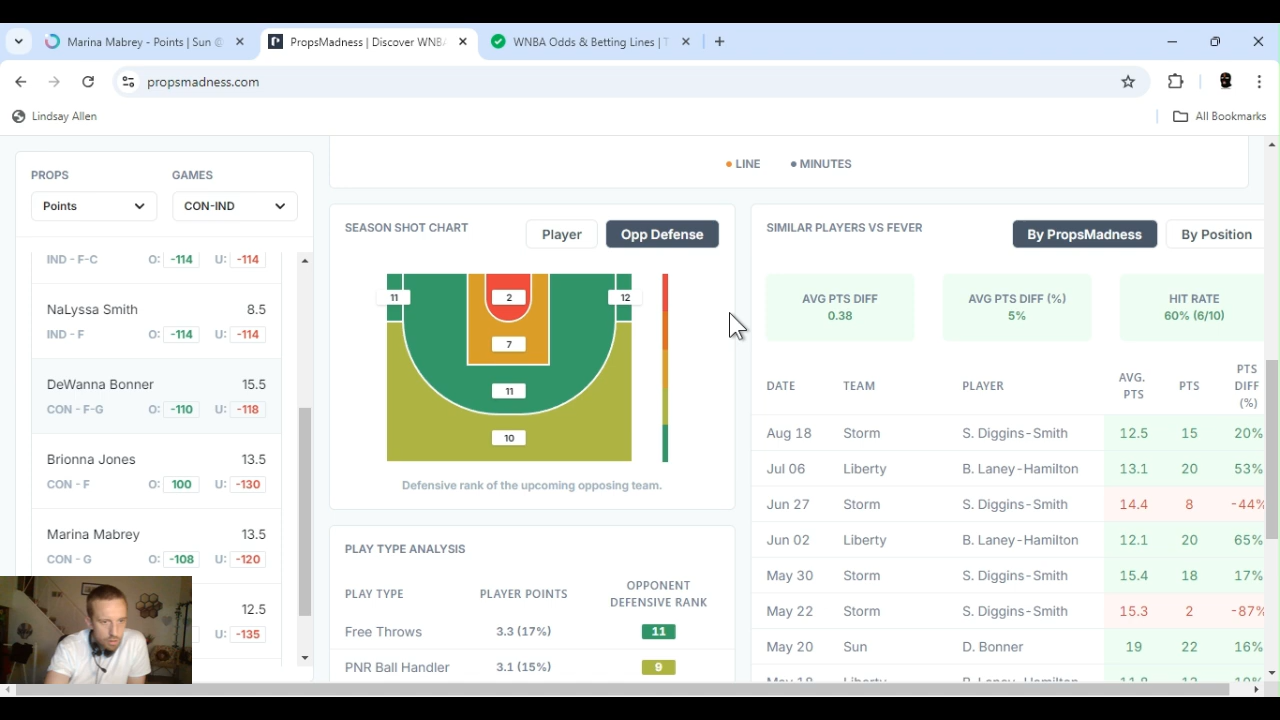 Marina Mabrey - Points | Sun @
PropsMadness | Discover WNBA
WNBA Odds & Betting Lines | T
propsmadness.com
Lindsay Allen
All Bookmarks
PROPS
GAMES
Points
CON-IND
IND - F-C O: -114 U: -114
NaLyssa Smith 8.5
IND - F O: -114 U: -114
DeWanna Bonner 15.5
CON - F-G O: -110 U: -118
Brionna Jones 13.5
CON - F O: 100 U: -130
Marina Mabrey 13.5
CON - G O: -108 U: -120
12.5
U: -135
LINE MINUTES
SEASON SHOT CHART
Player
Opp Defense
11 2 12
7
11
10
Defensive rank of the upcoming opposing team.
PLAY TYPE ANALYSIS
PLAY TYPE PLAYER POINTS OPPONENT
DEFENSIVE RANK
Free Throws 3.3 (17%) 11
PNR Ball Handler 3.1 (15%) 9
SIMILAR PLAYERS VS FEVER
By PropsMadness
By Position
AVG PTS DIFF
0.38
AVG PTS DIFF (%)
5%
HIT RATE
60% (6/10)
DATE TEAM PLAYER AVG.
PTS PTS PTS
DIFF
(%)
Aug 18 Storm S. Diggins-Smith 12.5 15 20%
Jul 06 Liberty B. Laney-Hamilton 13.1 20 53%
Jun 27 Storm S. Diggins-Smith 14.4 8 -44%
Jun 02 Liberty B. Laney-Hamilton 12.1 20 65%
May 30 Storm S. Diggins-Smith 15.4 18 17%
May 22 Storm S. Diggins-Smith 15.3 2 -87%
May 20 Sun D. Bonner 19 22 16%
May 18 Liberty B. Laney-Hamilton 11.8 13 10%